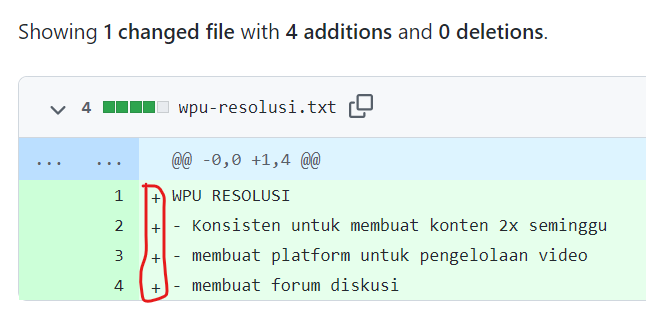 Showing 1 changed file with 4 additions and 0 deletions.
4 wpu-resolusi.txt
... ... @@ -0,0 +1,4 @@
1 + WPU RESOLUSI
2 + - Konsisten untuk membuat konten 2x seminggu
3 + - membuat platform untuk pengelolaan video
4 + - membuat forum diskusi